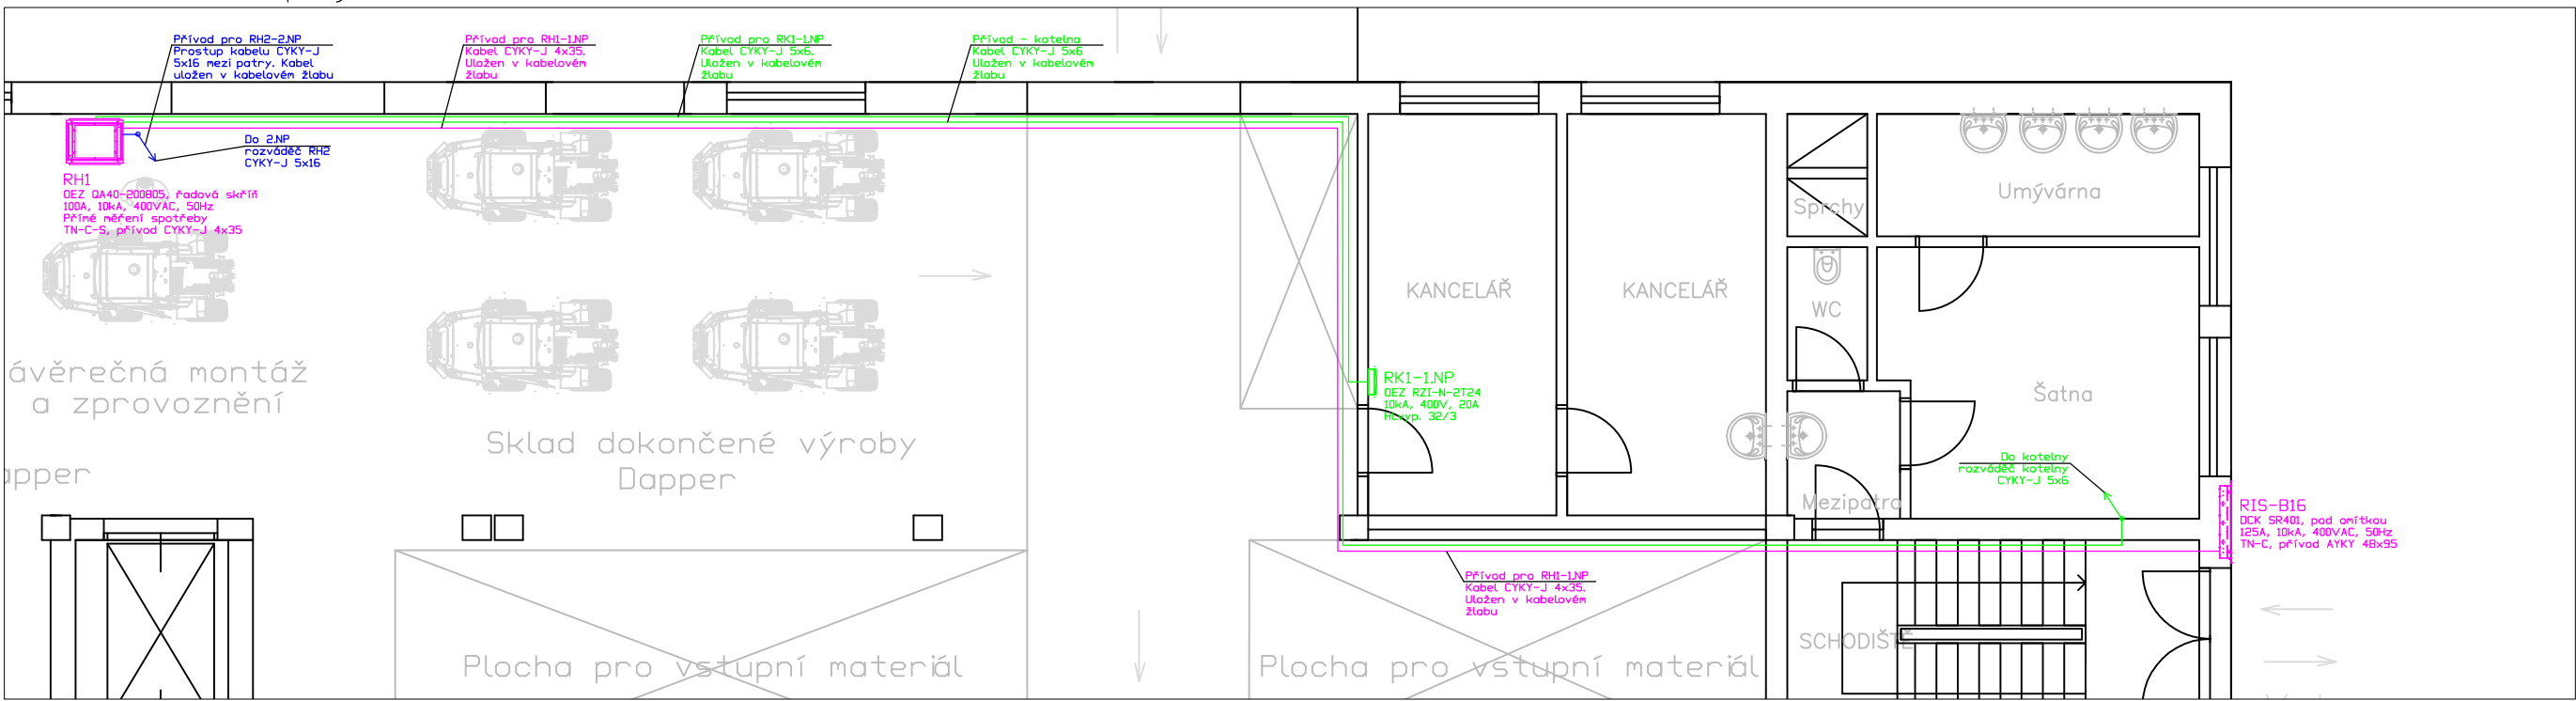 Přívod pro RH2-2.NP
Prostup kabelu CYKY-J
5x16 mezi patry. Kabel
uložen v kabelovém žlabu
Přívod pro RH1-1.NP
Kabel CYKY-J 4x35.
Uložen v kabelovém
žlabu
Přívod pro RK1-1.NP
Kabel CYKY-J 5x6.
Uložen v kabelovém
žlabu
Přívod - kotelna
Kabel CYKY-J 5x6
Uložen v kabelovém
žlabu
Do 2.NP
rozváděč RH2
CYKY-J 5x16
RH1
OEZ QA40-200805, řadová skříň
100A, 10kA, 400VAC, 50Hz
Přímé měření spotřeby
TN-C-S, přívod CYKY-J 4x35
ávěrečná montáž
a zprovoznění
apper
Sklad dokončené výroby
Dapper
KANCELÁŘ
KANCELÁŘ
Sprchy
Umývárna
WC
Šatna
RK1-1.NP
OEZ RZI-N-2T24
10kA, 400V, 20A
Hl.vyp. 32/3
Do kotelny
rozváděč kotelny
CYKY-J 5x6
Mezipatra
RIS-B16
DCK SR401, pod omítkou
125A, 10kA, 400VAC, 50Hz
TN-C, přívod AYKY 4Bx95
Přívod pro RH1-1.NP
Kabel CYKY-J 4x35.
Uložen v kabelovém
žlabu
SCHODIŠTĚ
Plocha pro vstupní materiál
Plocha pro vstupní materiál